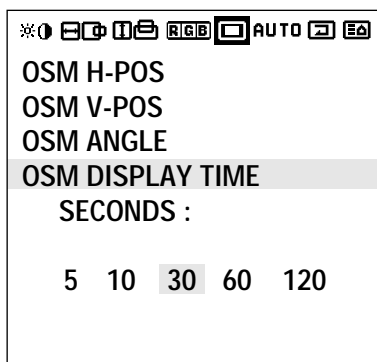 RGB AUTO
OSM H-POS
OSM V-POS
OSM ANGLE
OSM DISPLAY TIME
SECONDS :
5 10 30 60 120